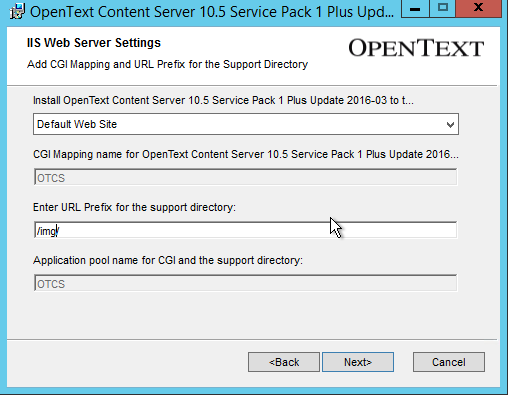 OpenText Content Server 10.5 Service Pack 1 Plus Upd...
IIS Web Server Settings
Add CGI Mapping and URL Prefix for the Support Directory
OPENTEXT
Install OpenText Content Server 10.5 Service Pack 1 Plus Update 2016-03 to t...
Default Web Site
CGI Mapping name for OpenText Content Server 10.5 Service Pack 1 Plus Update 2016...
OTCS
Enter URL Prefix for the support directory:
/img/
Application pool name for CGI and the support directory:
OTCS
<Back Next> Cancel